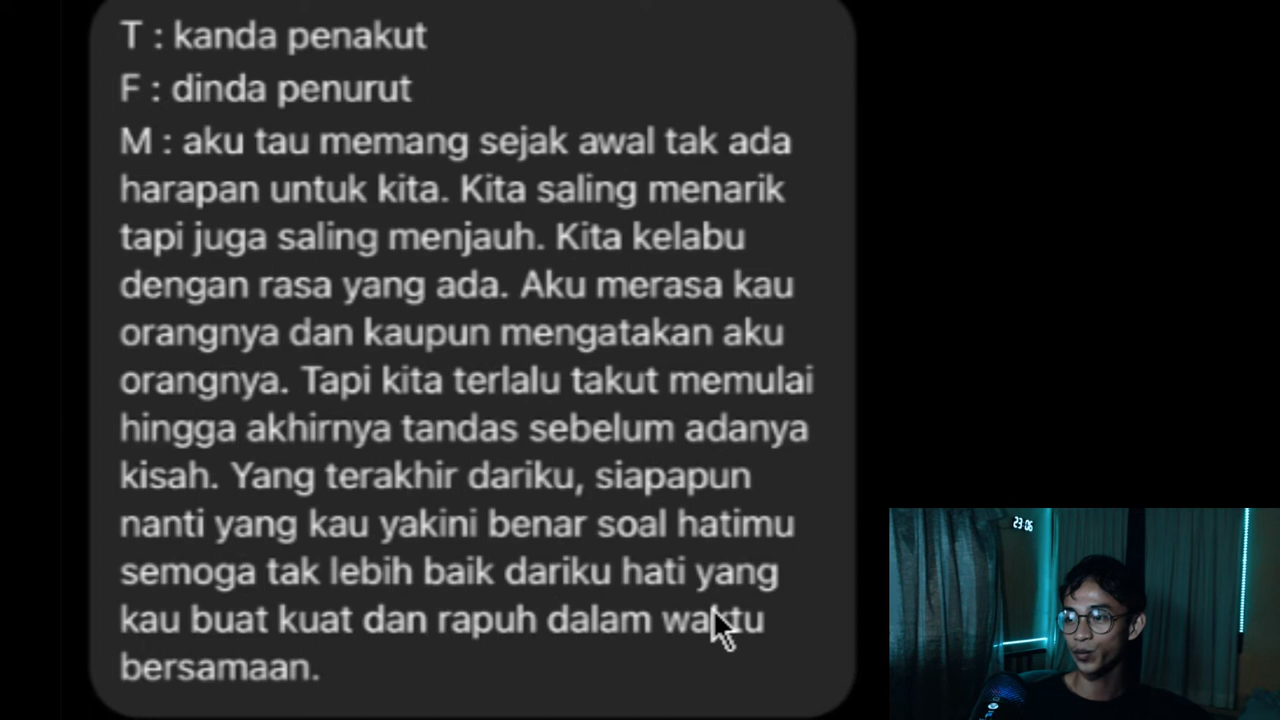 T : kanda penakut
F : dinda penurut
M : aku tau memang sejak awal tak ada
harapan untuk kita. Kita saling menarik
tapi juga saling menjauh. Kita kelabu
dengan rasa yang ada. Aku merasa kau
orangnya dan kaupun mengatakan aku
orangnya. Tapi kita terlalu takut memulai
hingga akhirnya tandas sebelum adanya
kisah. Yang terakhir dariku, siapapun
nanti yang kau yakini benar soal hatimu
semoga tak lebih baik dariku hati yang
kau buat kuat dan rapuh dalam waktu
bersamaan.
23:06